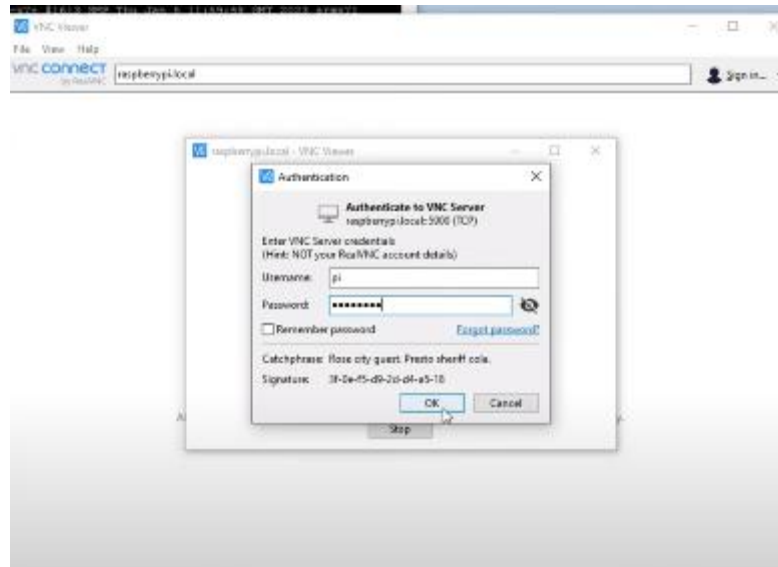 VNC Viewer
File View Help
vnc connect
by RealVNC
raspberrypi.local
Sign in...
raspberrypi.local - VNC Viewer
Authentication
Authenticate to VNC Server
raspberrypi.local::5900 (TCP)
Enter VNC Server credentials
(Hint: NOT your RealVNC account details)
Username: pi
Password: ••••••••
Remember password
Forgot password?
Catchphrase: Rose city guest. Presto sheriff cola.
Signature:
OK Cancel
Stop